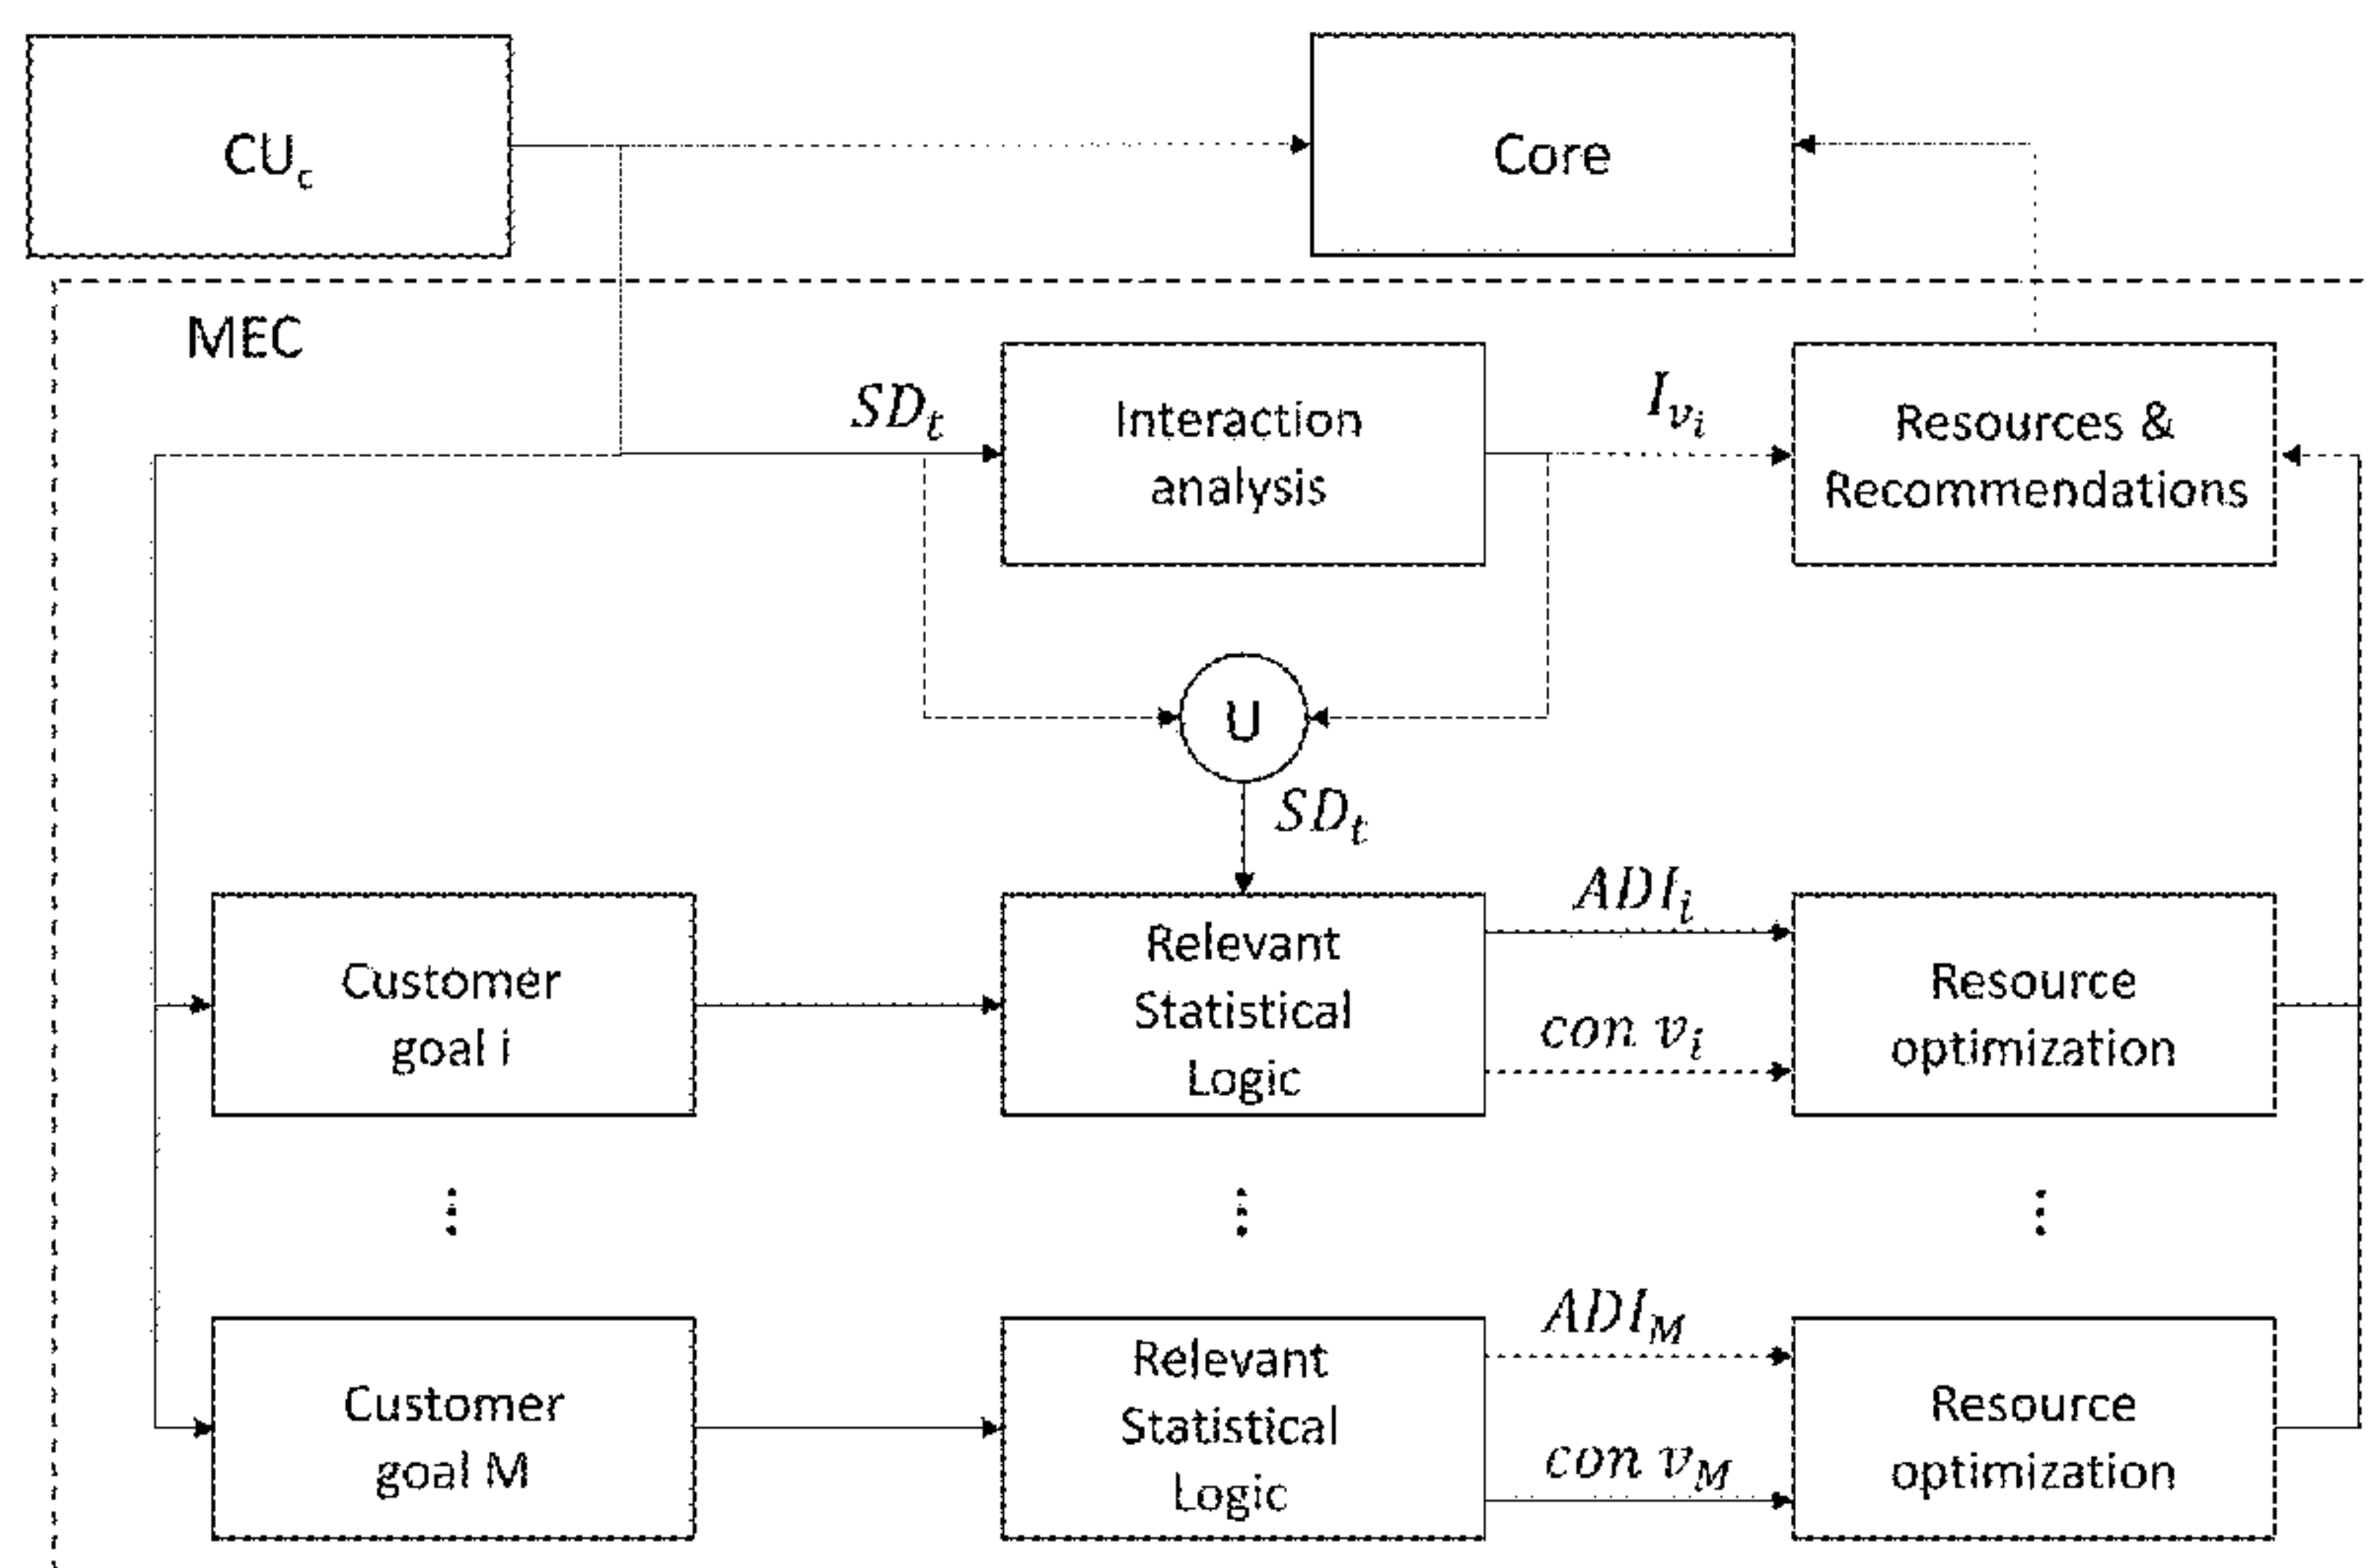 CU_c
Core
MEC
SD_t
Interaction
analysis
I_{v_i}
Resources &
Recommendations
U
SD_t
Customer
goal i
Relevant
Statistical
Logic
ADI_i
con v_i
Resource
optimization
⋮
⋮
⋮
Customer
goal M
Relevant
Statistical
Logic
ADI_M
con v_M
Resource
optimization